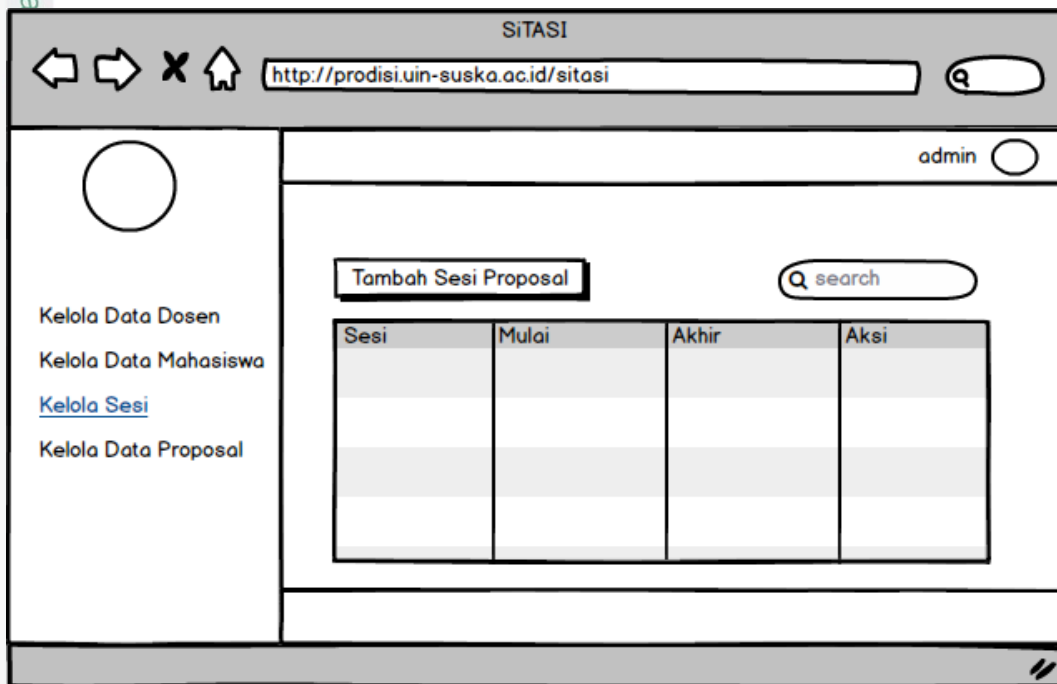 SiTASI
http://prodisi.uin-suska.ac.id/sitasi
admin
Tambah Sesi Proposal
search
Kelola Data Dosen
Kelola Data Mahasiswa
Kelola Sesi
Kelola Data Proposal
Sesi Mulai Akhir Aksi